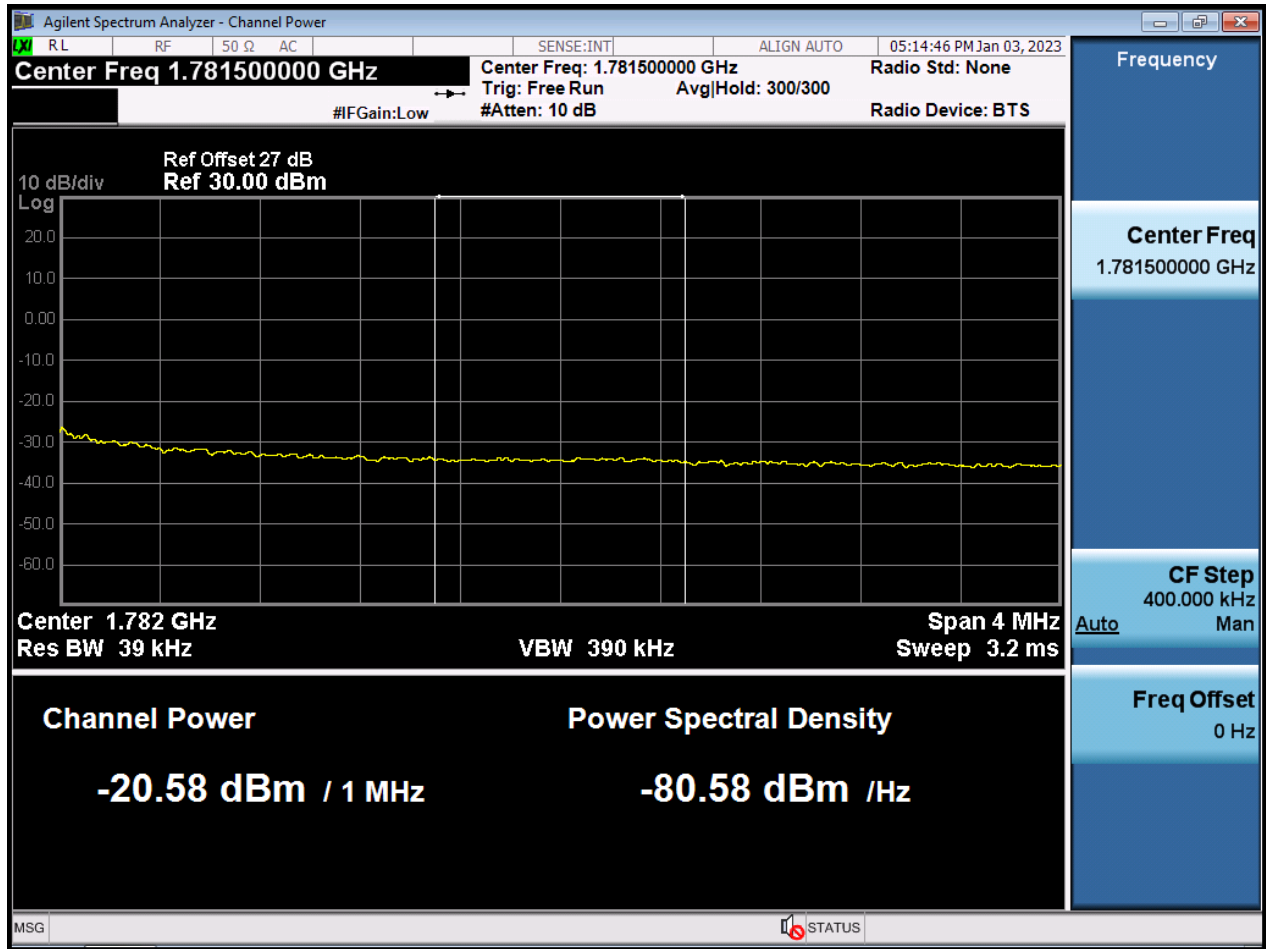 Agilent Spectrum Analyzer - Channel Power
LXI RL RF 50 Ω AC SENSE:INT ALIGN AUTO 05:14:46 PM Jan 03, 2023
Center Freq 1.781500000 GHz
#IFGain:Low
Center Freq: 1.781500000 GHz
Trig: Free Run Avg|Hold: 300/300
#Atten: 10 dB
Radio Std: None
Radio Device: BTS
Ref Offset 27 dB
10 dB/div Ref 30.00 dBm
Log
20.0
10.0
0.00
-10.0
-20.0
-30.0
-40.0
-50.0
-60.0
Center 1.782 GHz Span 4 MHz
Res BW 39 kHz VBW 390 kHz Sweep 3.2 ms
Channel Power Power Spectral Density
-20.58 dBm / 1 MHz -80.58 dBm /Hz
Frequency
Center Freq
1.781500000 GHz
CF Step
400.000 kHz
Auto Man
Freq Offset
0 Hz
MSG STATUS